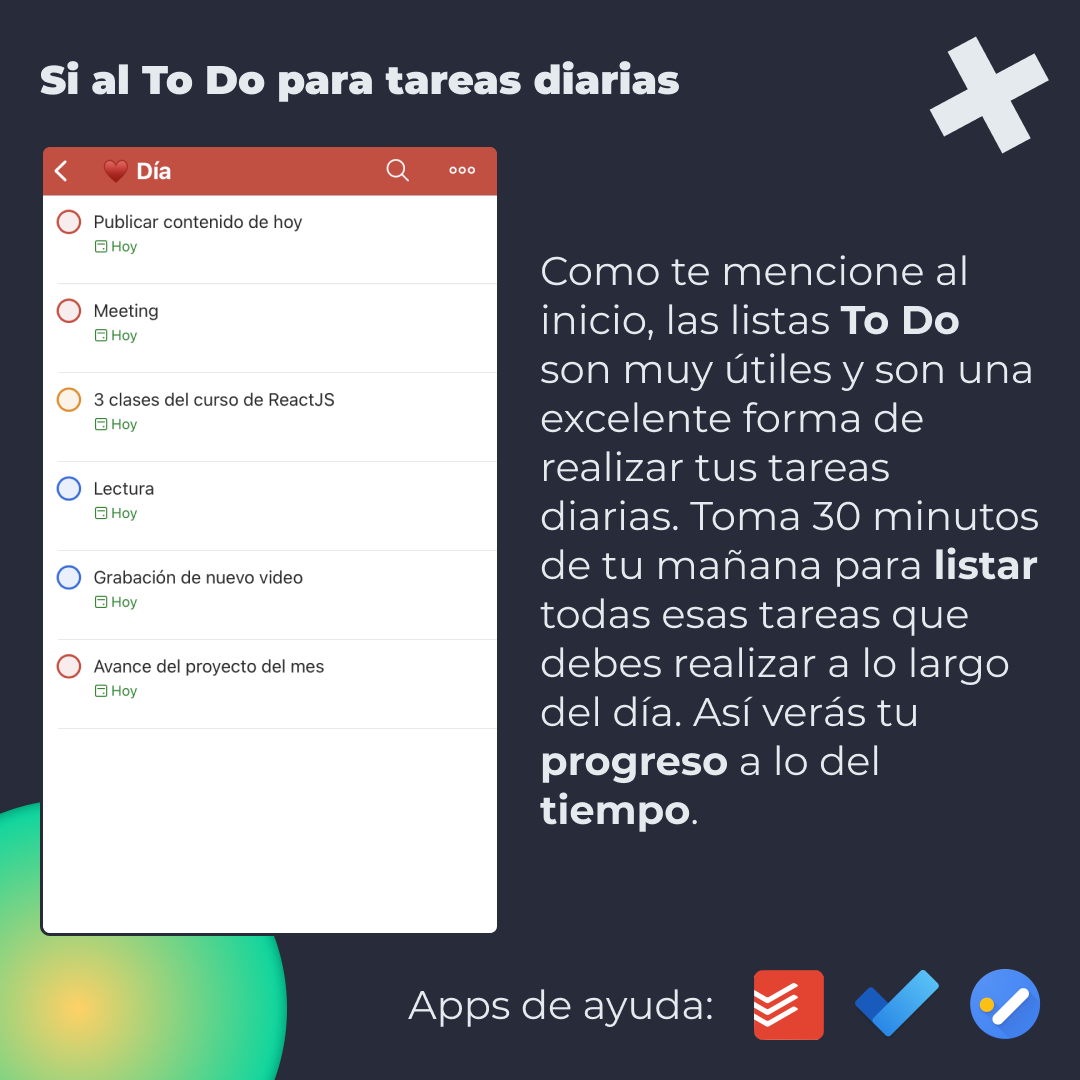 Si al To Do para tareas diarias
Día
Publicar contenido de hoy
Hoy
Meeting
Hoy
3 clases del curso de ReactJS
Hoy
Lectura
Hoy
Grabación de nuevo video
Hoy
Avance del proyecto del mes
Hoy
Como te mencione al
inicio, las listas To Do
son muy útiles y son una
excelente forma de
realizar tus tareas
diarias. Toma 30 minutos
de tu mañana para listar
todas esas tareas que
debes realizar a lo largo
del día. Así verás tu
progreso a lo del
tiempo.
Apps de ayuda: